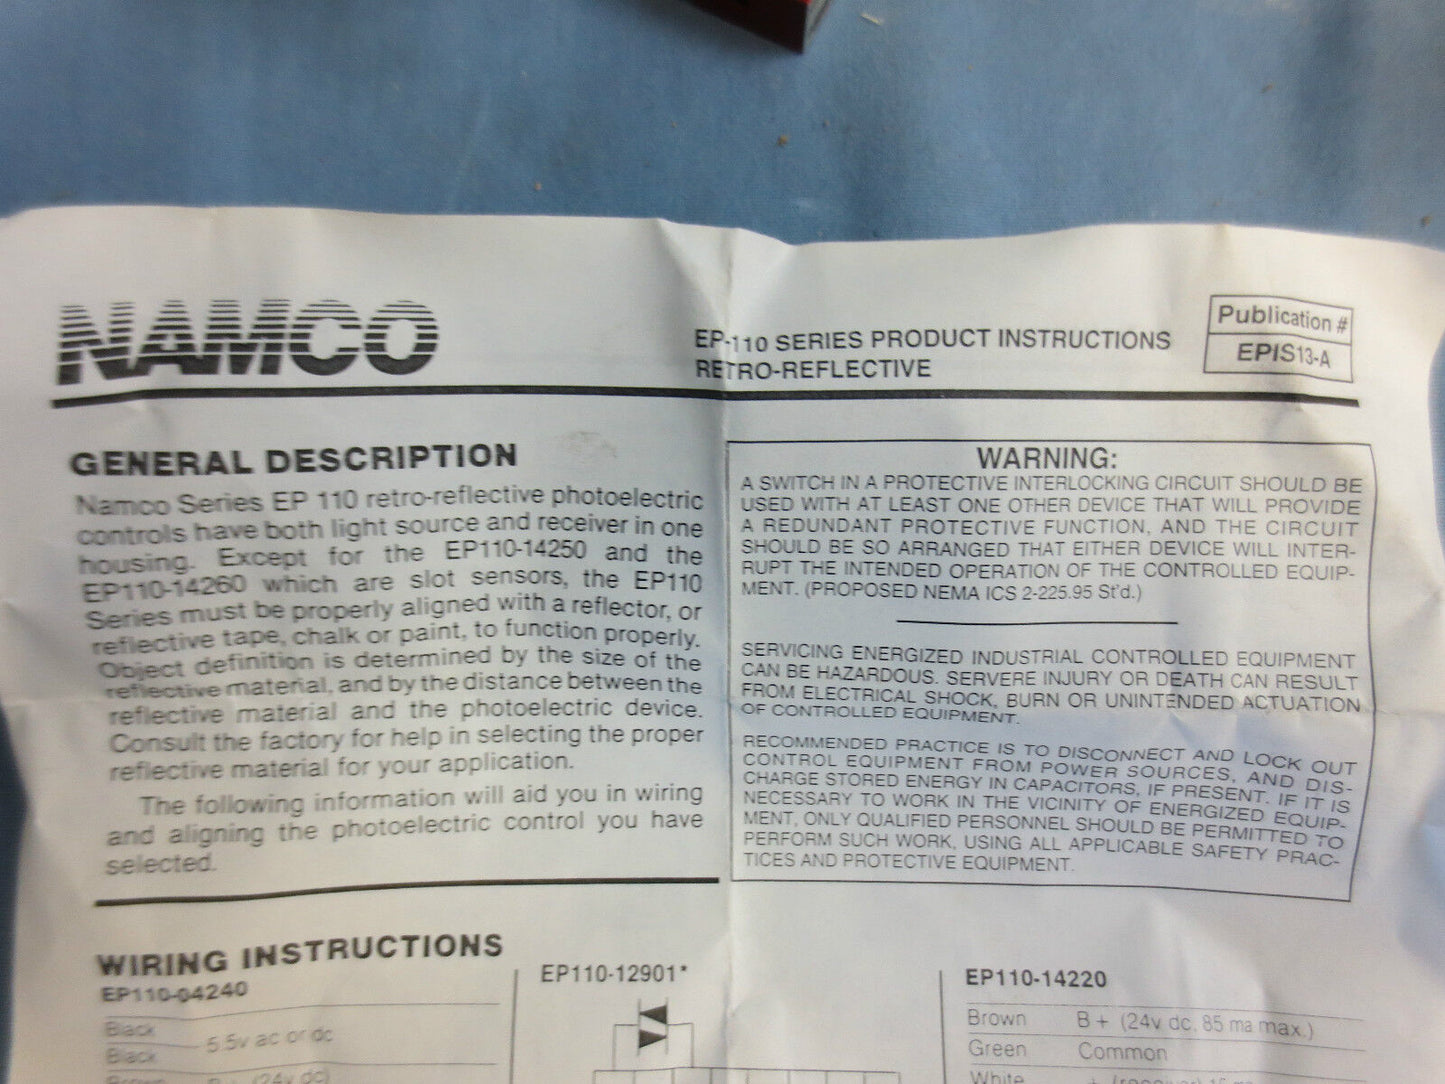 NAMCO
EP-110 SERIES PRODUCT INSTRUCTIONS
RETRO-REFLECTIVE
Publication #
EPIS13-A
GENERAL DESCRIPTION
Namco Series EP 110 retro-reflective photoelectric
controls have both light source and receiver in one
housing. Except for the EP110-14250 and the
EP110-14260 which are slot sensors, the EP110
Series must be properly aligned with a reflector, or
reflective tape, chalk or paint, to function properly.
Object definition is determined by the size of the
reflective material, and by the distance between the
reflective material and the photoelectric device.
Consult the factory for help in selecting the proper
reflective material for your application.
The following information will aid you in wiring
and aligning the photoelectric control you have
selected.
WARNING:
A SWITCH IN A PROTECTIVE INTERLOCKING CIRCUIT SHOULD BE
USED WITH AT LEAST ONE OTHER DEVICE THAT WILL PROVIDE
A REDUNDANT PROTECTIVE FUNCTION, AND THE CIRCUIT
SHOULD BE SO ARRANGED THAT EITHER DEVICE WILL INTER-
RUPT THE INTENDED OPERATION OF THE CONTROLLED EQUIP-
MENT. (PROPOSED NEMA ICS 2-225.95 St'd.)
SERVICING ENERGIZED INDUSTRIAL CONTROLLED EQUIPMENT
CAN BE HAZARDOUS. SERVERE INJURY OR DEATH CAN RESULT
FROM ELECTRICAL SHOCK, BURN OR UNINTENDED ACTUATION
OF CONTROLLED EQUIPMENT.
RECOMMENDED PRACTICE IS TO DISCONNECT AND LOCK OUT
CONTROL EQUIPMENT FROM POWER SOURCES, AND DIS-
CHARGE STORED ENERGY IN CAPACITORS, IF PRESENT. IF IT IS
NECESSARY TO WORK IN THE VICINITY OF ENERGIZED EQUIP-
MENT, ONLY QUALIFIED PERSONNEL SHOULD BE PERMITTED TO
PERFORM SUCH WORK, USING ALL APPLICABLE SAFETY PRAC-
TICES AND PROTECTIVE EQUIPMENT.
WIRING INSTRUCTIONS
EP110-04240
Black
5.5v ac or dc
Black
Brown B + (24v dc)
EP110-12901*
EP110-14220
Brown B + (24v dc, 85 ma max.)
Green Common
White + (receiver)